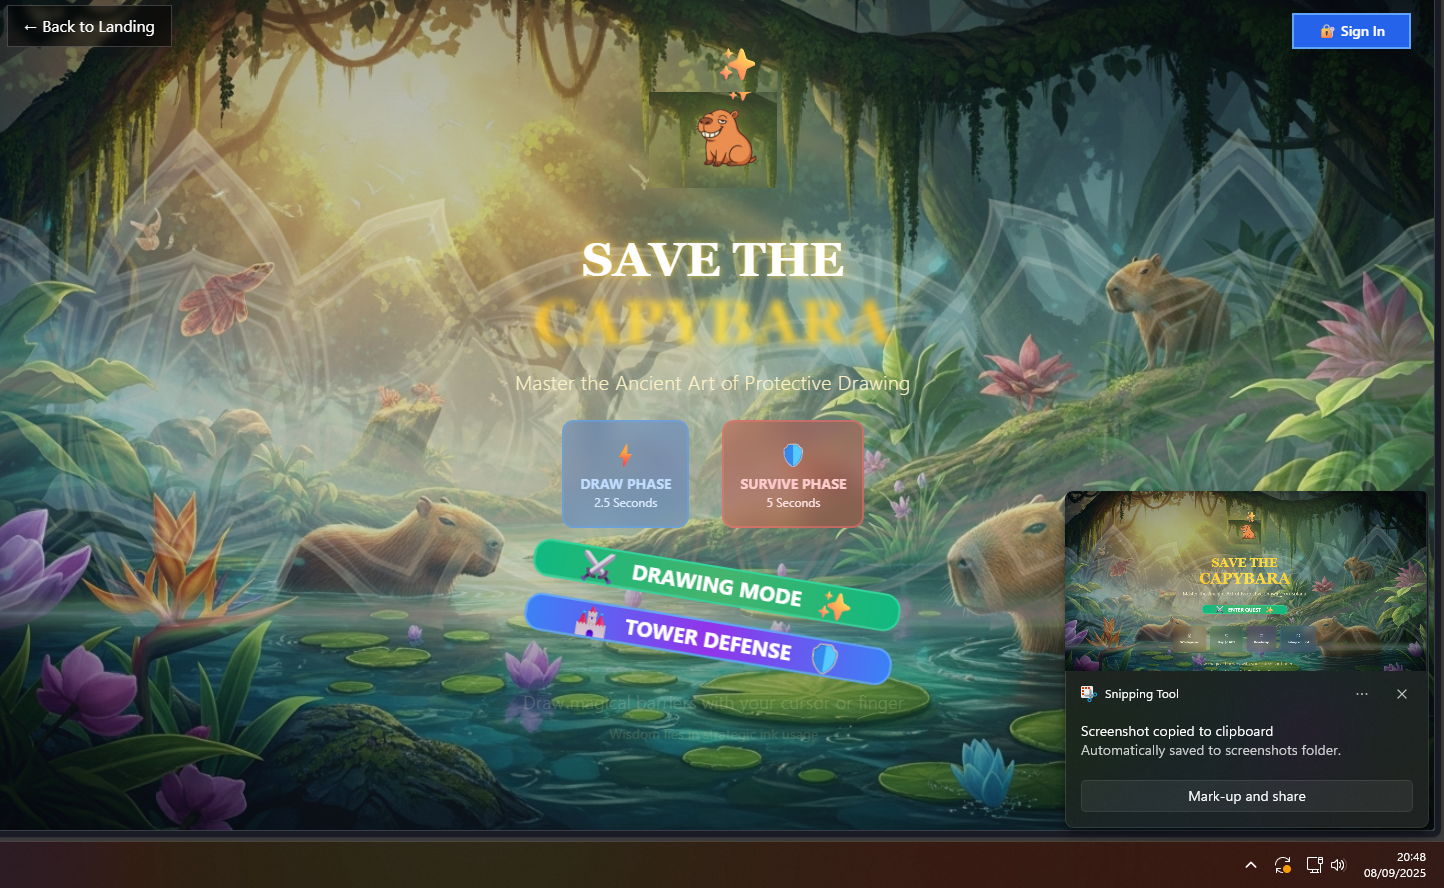 ← Back to Landing
Sign In
SAVE THE
CAPYBARA
Master the Ancient Art of Protective Drawing
DRAW PHASE
2.5 Seconds
SURVIVE PHASE
5 Seconds
DRAWING MODE
TOWER DEFENSE
Draw magical barriers with your cursor or finger
Wisdom lies in strategic ink usage
SAVE THE
CAPYBARA
ENTER QUEST
Snipping Tool
Screenshot copied to clipboard
Automatically saved to screenshots folder.
Mark-up and share
20:48
08/09/2025